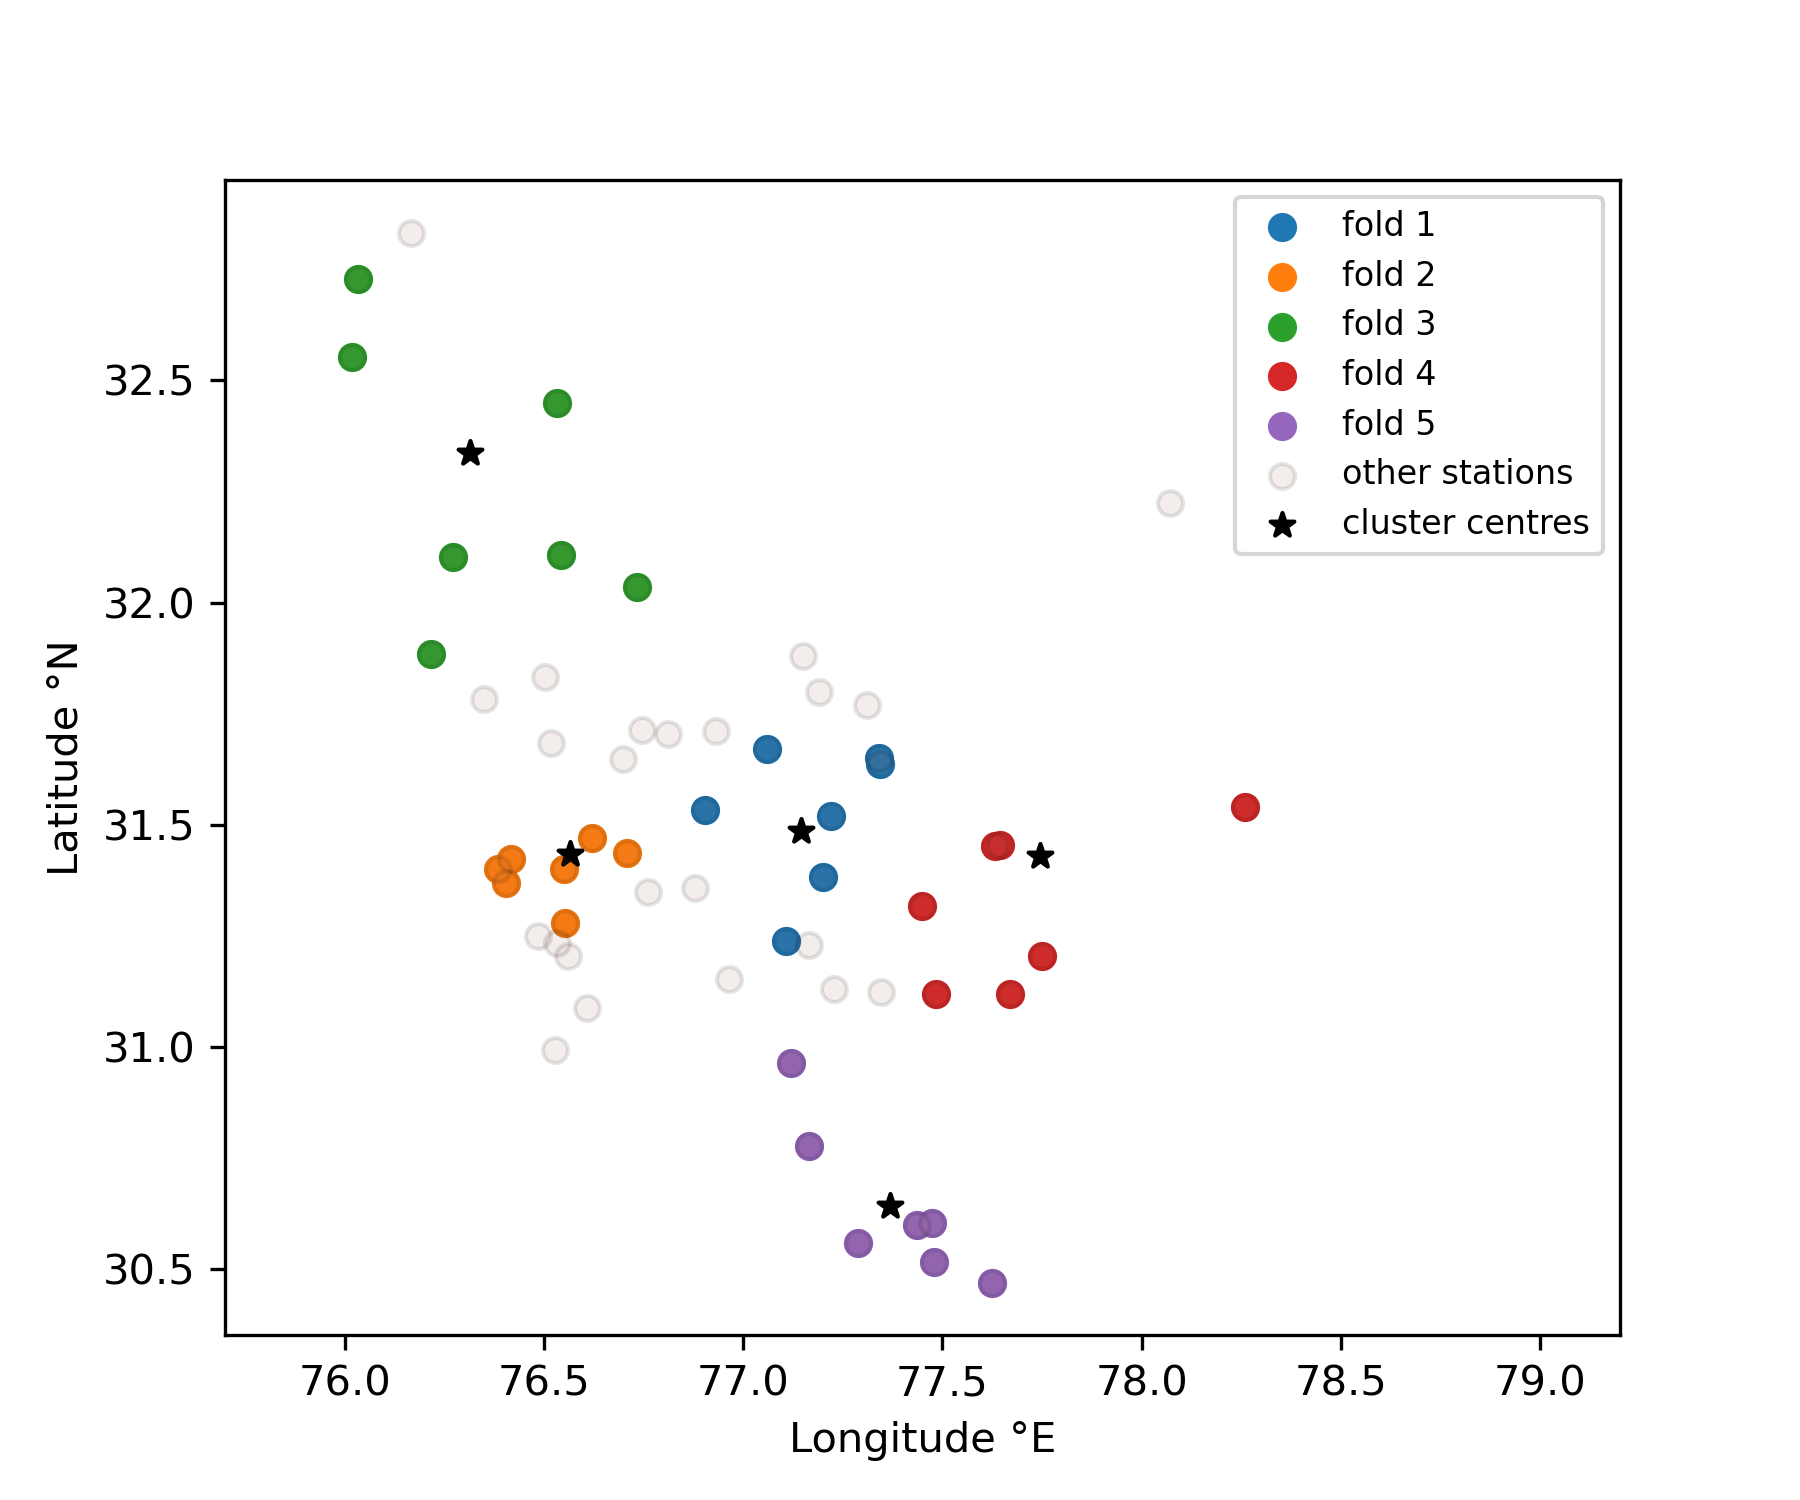 fold 1
fold 2
fold 3
fold 4
fold 5
other stations
cluster centres
32.5
32.0
31.5
31.0
30.5
Latitude °N
76.0 76.5 77.0 77.5 78.0 78.5 79.0
Longitude °E